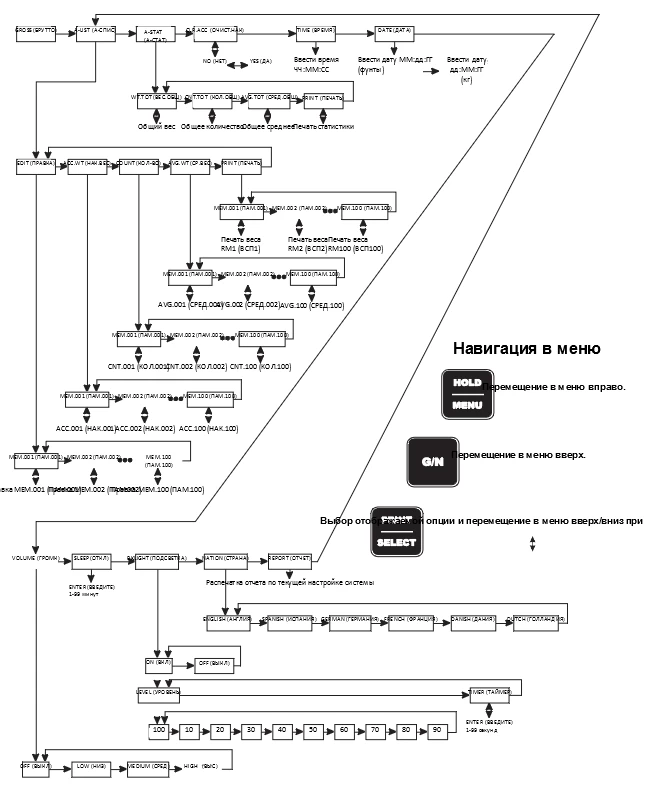 GROSS(БРУТТО)
A-LIST (А-СПИС)
A-STAT
(А-СТАТ)
TIME (ВРЕМЯ)
DATE (ДАТА)
NO (НЕТ)
YES (ДА)
Ввести время
ЧЧ:ММ:СС
Ввести дату ММ:дд:ГГ
(фунты)
Ввести дату.
дд:ММ:ГГ
(кг)
WT.TOT (ВЕС.ОБЩ)
CNT.TOT (КОЛ.ОБЩ)
AVG.TOT (СРЕД.ОБЩ)
PRINT (ПЕЧАТЬ)
Общий вес
Общее количество
Общее среднее
Печать статистики
EDIT (ПРАВКА)
ACC.WT (НАК.ВЕС)
COUNT (КОЛ-ВО)
AVG.WT (СР.ВЕС)
PRINT (ПЕЧАТЬ)
MEM.001 (ПАМ.001)
MEM.002 (ПАМ.002)
MEM.100 (ПАМ.100)
Печать веса
RM1 (ВСП1)
Печать веса
RM2 (ВСП2)
Печать веса
RM100 (ВСП100)
MEM.001 (ПАМ.001)
MEM.002 (ПАМ.002)
MEM.100 (ПАМ.100)
AVG.001 (СРЕД.001)
AVG.002 (СРЕД.002)
AVG.100 (СРЕД.100)
MEM.001 (ПАМ.001)
MEM.002 (ПАМ.002)
MEM.100 (ПАМ.100)
CNT.001 (КОЛ.001)
CNT.002 (КОЛ.002)
CNT.100 (КОЛ.100)
Навигация в меню
HOLD
MENU
Перемещение в меню вправо.
MEM.001 (ПАМ.001)
MEM.002 (ПАМ.002)
MEM.100 (ПАМ.100)
ACC.001 (НАК.001)
ACC.002 (НАК.002)
ACC.100 (НАК.100)
G/N
Перемещение в меню вверх.
MEM.001 (ПАМ.001)
MEM.002 (ПАМ.002)
MEM.100
(ПАМ.100)
MEM.001
MEM.002
MEM.100 (ПАМ.100)
SELECT
Выбор отображаемой опции и перемещение в меню вверх/вниз при
VOLUME (ГРОМК)
SLEEP (ОТКЛ)
(ПОДСВЕТКА)
NATION (СТРАНА)
REPORT (ОТЧЕТ)
ENTER (ВВЕДИТЕ)
1-99 минут
Распечатка отчета по текущей настройке системы
ENGLISH (АНГЛИЯ)
SPANISH (ИСПАНИЯ)
GERMAN (ГЕРМАНИЯ)
FRENCH (ФРАНЦИЯ)
DANISH (ДАНИЯ)
DUTCH (ГОЛЛАНДИЯ)
ON (ВКЛ)
OFF (ВЫКЛ)
LEVEL (УРОВЕНЬ)
TIMER (ТАЙМЕР)
ENTER (ВВЕДИТЕ)
1-99 секунд
100 10 20 30 40 50 60 70 80 90
OFF (ВЫКЛ)
LOW (НИЗ)
MEDIUM (СРЕД)
HIGH (ВЫС)